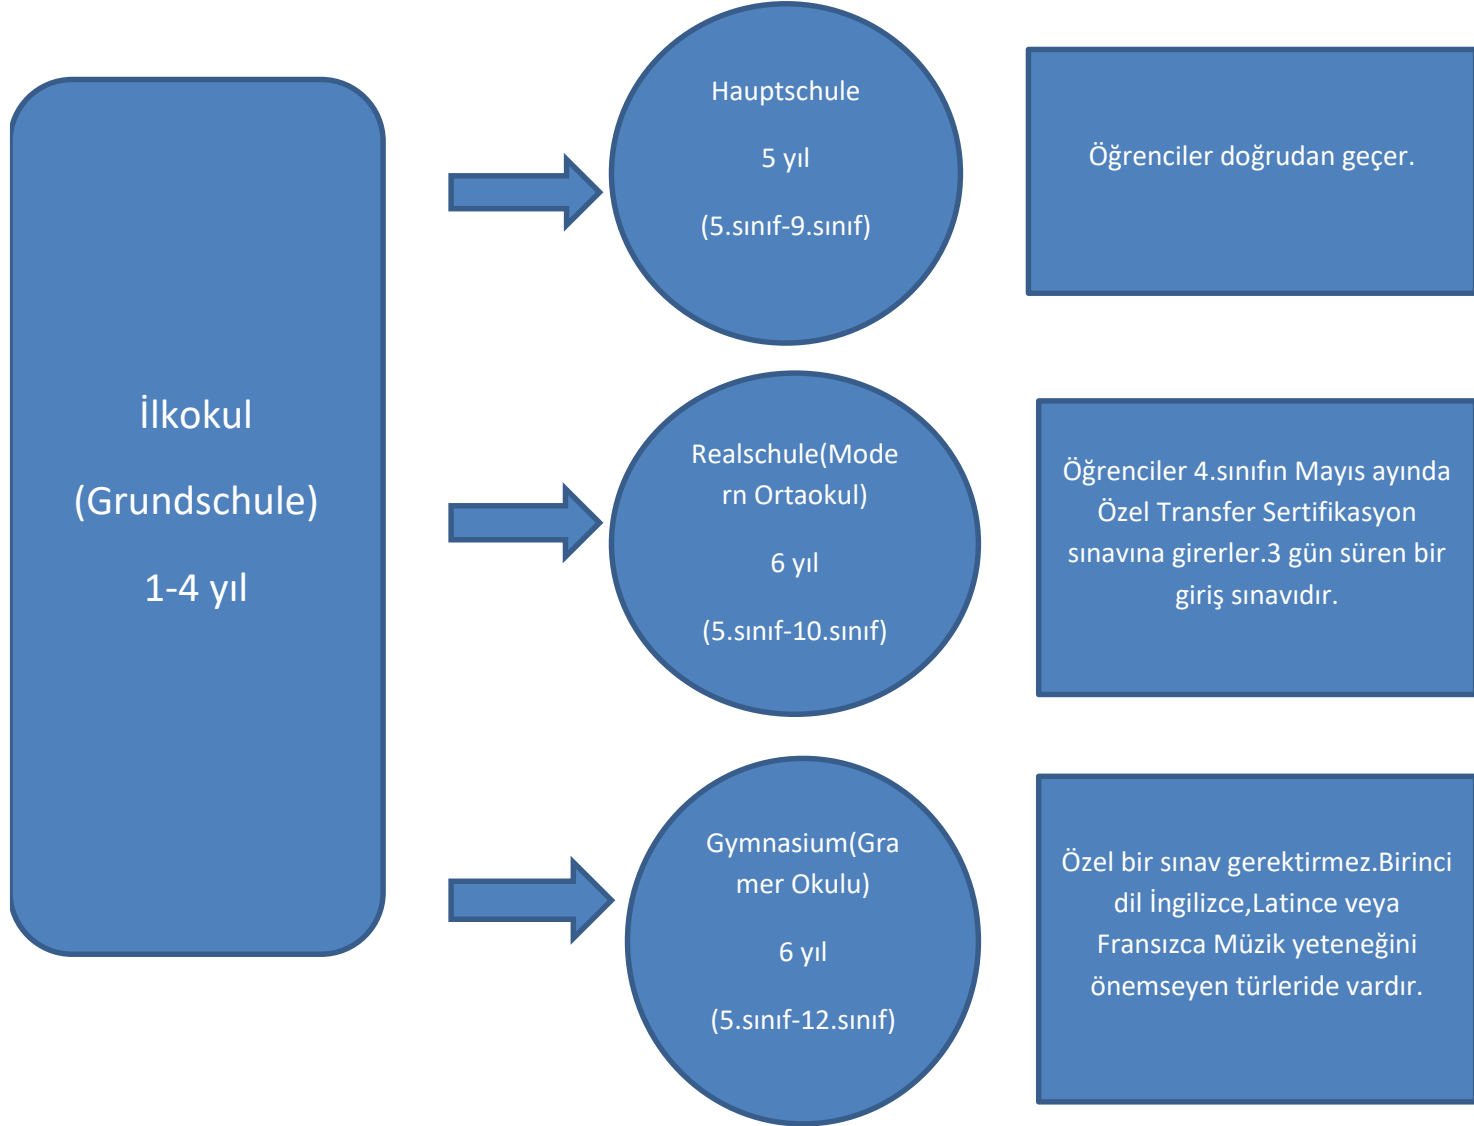 İlkokul
(Grundschule)
1-4 yıl
Hauptschule
5 yıl
(5.sınıf-9.sınıf)
Öğrenciler doğrudan geçer.
Realschule(Mode
rn Ortaokul)
6 yıl
(5.sınıf-10.sınıf)
Öğrenciler 4.sınıfın Mayıs ayında
Özel Transfer Sertifikasyon
sınavına girerler.3 gün süren bir
giriş sınavıdır.
Gymnasium(Gra
mer Okulu)
6 yıl
(5.sınıf-12.sınıf)
Özel bir sınav gerektirmez.Birinci
dil İngilizce,Latince veya
Fransızca Müzik yeteneğini
önemseyen türleride vardır.